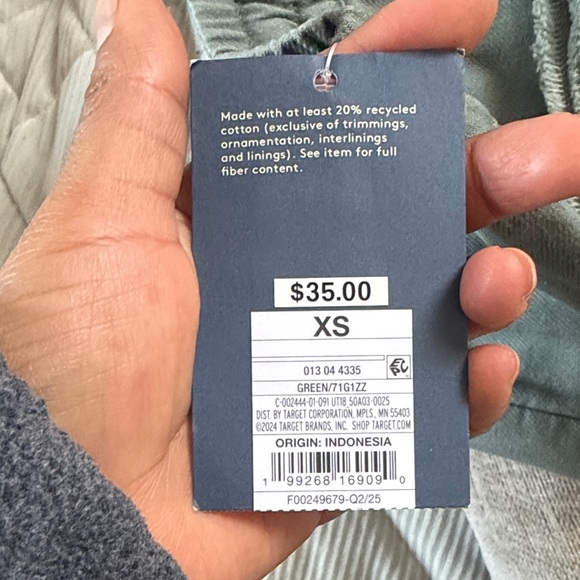 Made with at least 20% recycled
cotton (exclusive of trimmings,
ornamentation, interlinings
and linings). See item for full
fiber content.
$35.00
XS
013 04 4335
GREEN/71G1ZZ
C-002444-01-091 UT18_50A03-0025
DIST. BY TARGET CORPORATION, MPLS., MN 55403
©2024 TARGET BRANDS, INC. SHOP TARGET.COM
ORIGIN: INDONESIA
1 99268 16909 0
F00249679-Q2/25